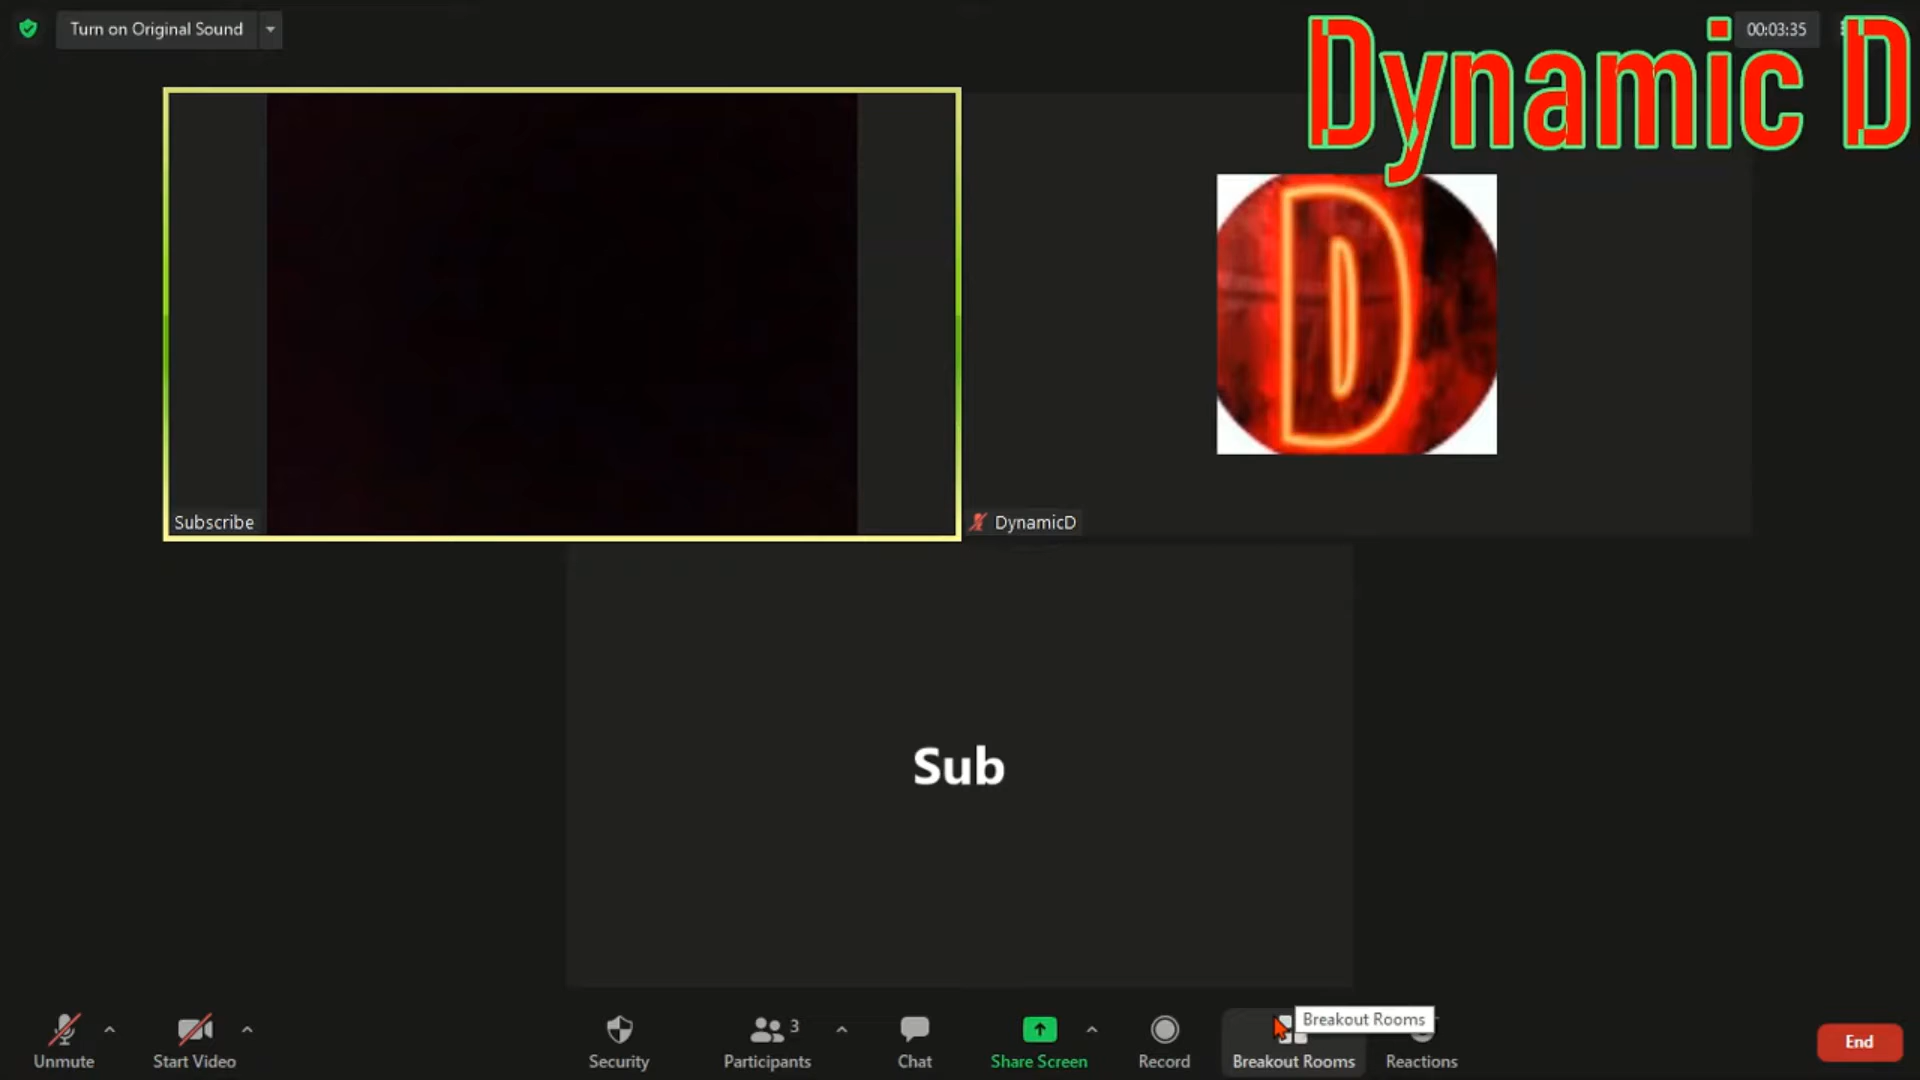 Turn on Original Sound
00:03:35
Dynamic D
D
Subscribe
DynamicD
Sub
Breakout Rooms
3
Unmute
Start Video
Security
Participants
Chat
Share Screen
Record
Breakout Rooms
Reactions
End